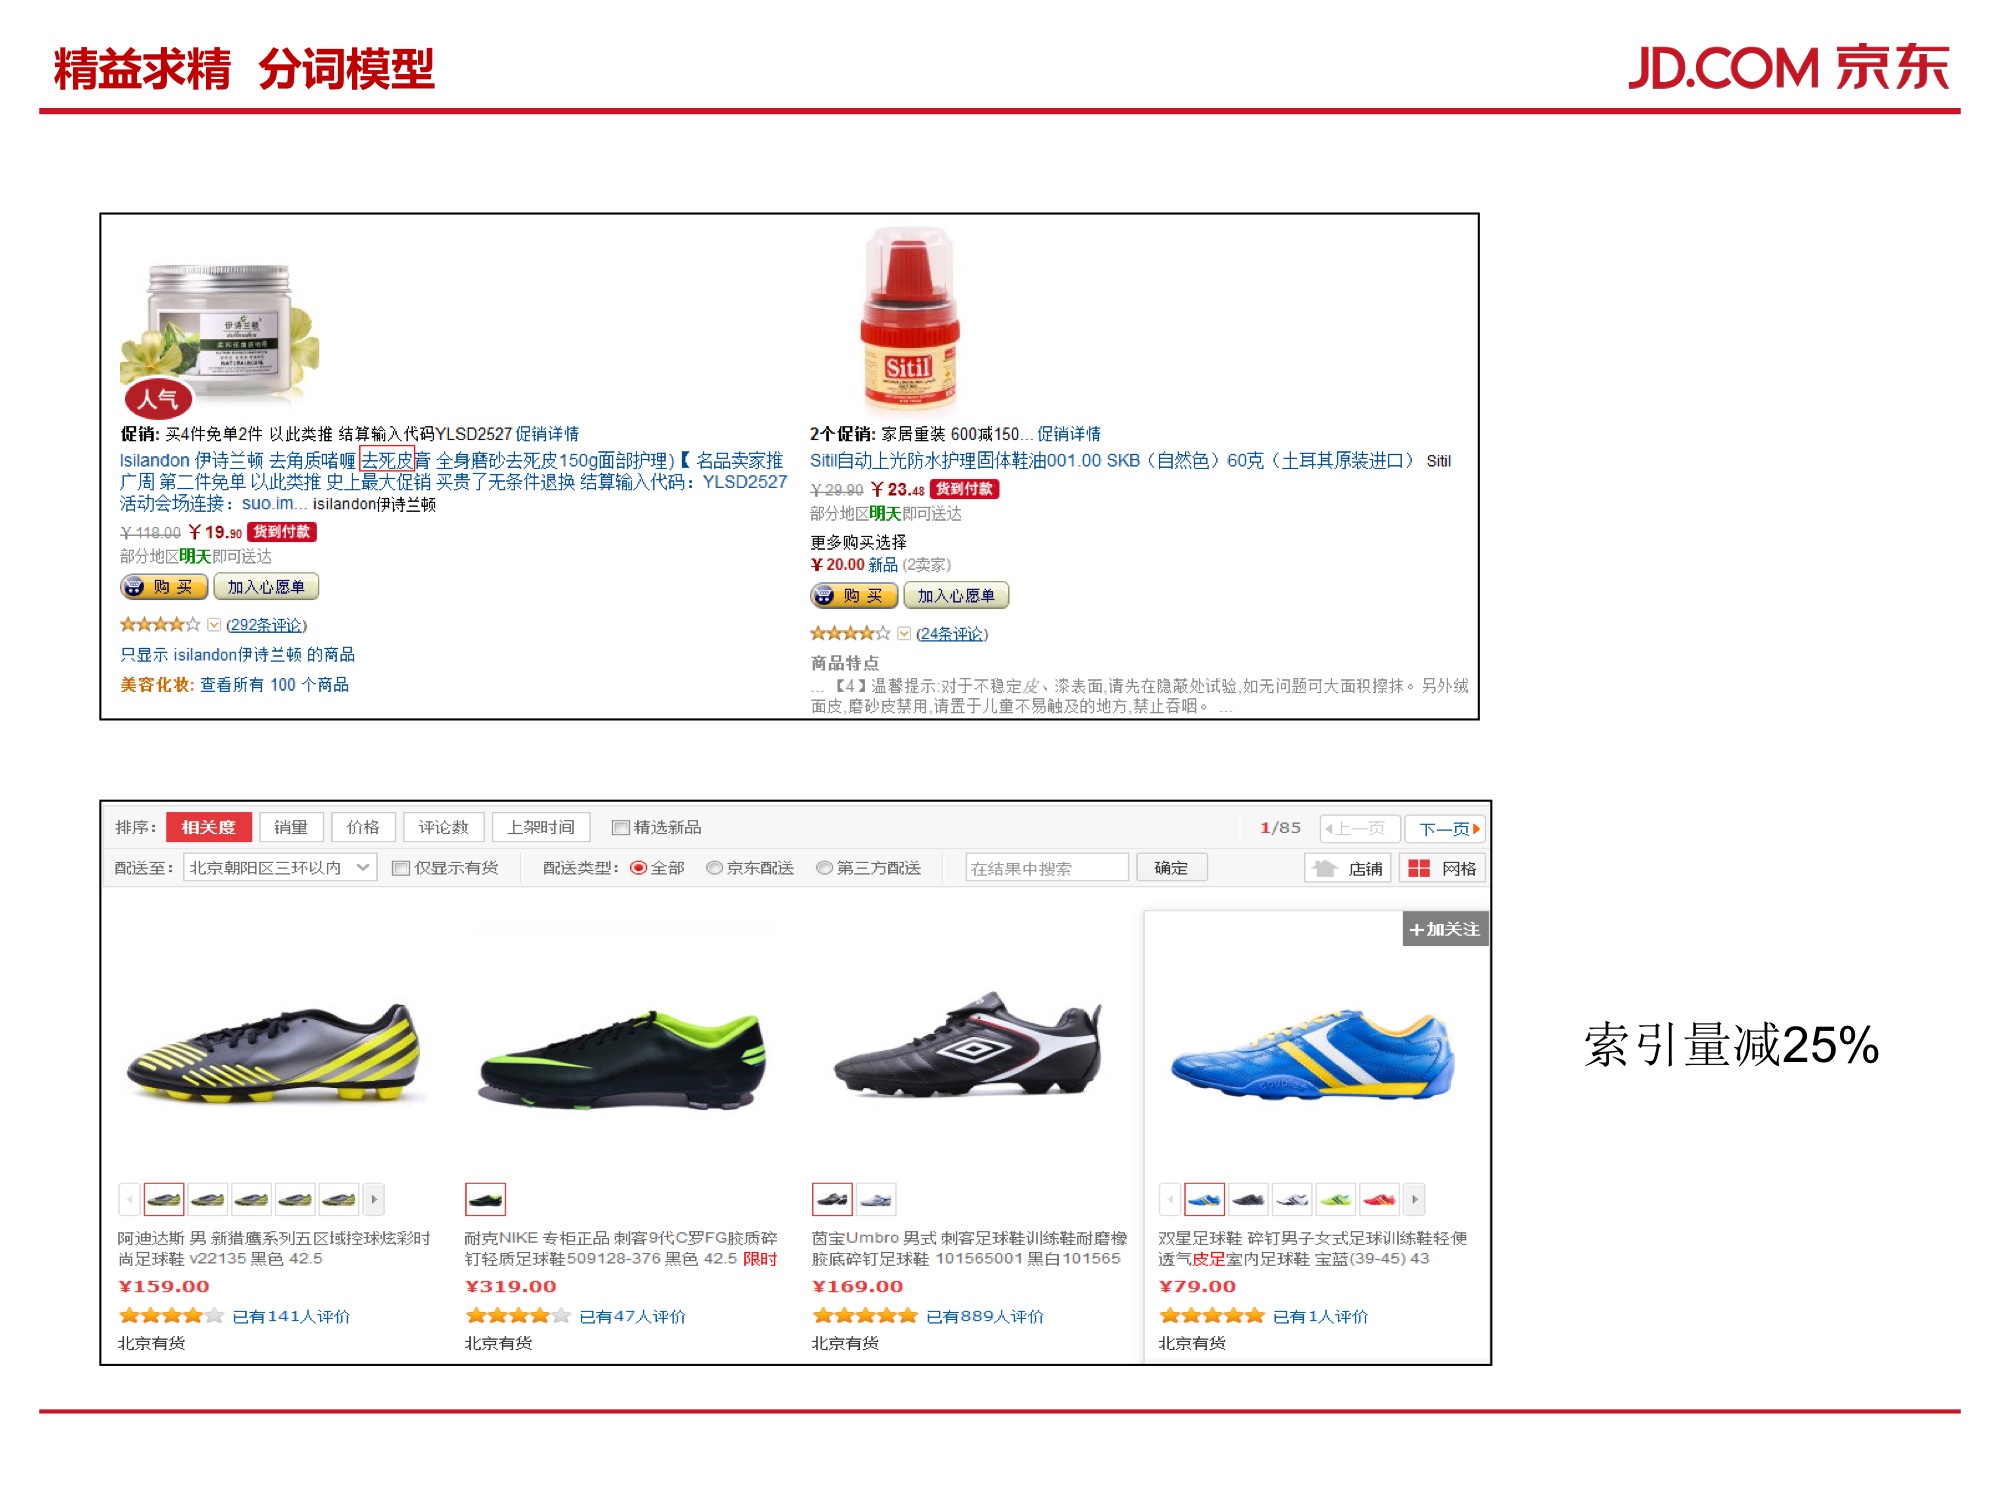 精益求精 分词模型
JD.COM 京东
伊诗兰顿
人气
促销: 买4件免单2件 以此类推 结算输入代码YLSD2527 促销详情
Isilandon 伊诗兰顿 去角质啫喱 去死皮膏 全身磨砂去死皮150g面部护理)【 名品卖家推
广周 第二件免单 以此类推 史上最大促销 买贵了无条件退换 结算输入代码：YLSD2527
活动会场连接：suo.im... isilandon伊诗兰顿
￥118.00 ￥19.90 货到付款
部分地区明天即可送达
购 买 加入心愿单
(292条评论)
只显示 isilandon伊诗兰顿 的商品
美容化妆: 查看所有 100 个商品
Sitil
2个促销: 家居重装 600减150... 促销详情
Sitil自动上光防水护理固体鞋油001.00 SKB（自然色）60克（土耳其原装进口） Sitil
￥29.90 ￥23.48 货到付款
部分地区明天即可送达
更多购买选择
￥20.00 新品 (2卖家)
购 买 加入心愿单
(24条评论)
商品特点
... 【4】温馨提示:对于不稳定皮、漆表面,请先在隐蔽处试验,如无问题可大面积擦抹。另外绒
面皮,磨砂皮禁用,请置于儿童不易触及的地方,禁止吞咽。 ...
排序： 相关度 销量 价格 评论数 上架时间 精选新品 1/85 上一页 下一页
配送至： 北京朝阳区三环以内 仅显示有货 配送类型： 全部 京东配送 第三方配送 在结果中搜索 确定 店铺 网格
+加关注
索引量减25%
阿迪达斯 男 新猎鹰系列五区域控球炫彩时
尚足球鞋 v22135 黑色 42.5
¥159.00
已有141人评价
北京有货
耐克NIKE 专柜正品 刺客9代C罗FG胶质碎
钉轻质足球鞋509128-376 黑色 42.5 限时
¥319.00
已有47人评价
北京有货
茵宝Umbro 男式 刺客足球鞋训练鞋耐磨橡
胶底碎钉足球鞋 101565001 黑白101565
¥169.00
已有889人评价
北京有货
双星足球鞋 碎钉男子女式足球训练鞋轻便
透气皮足室内足球鞋 宝蓝(39-45) 43
¥79.00
已有1人评价
北京有货